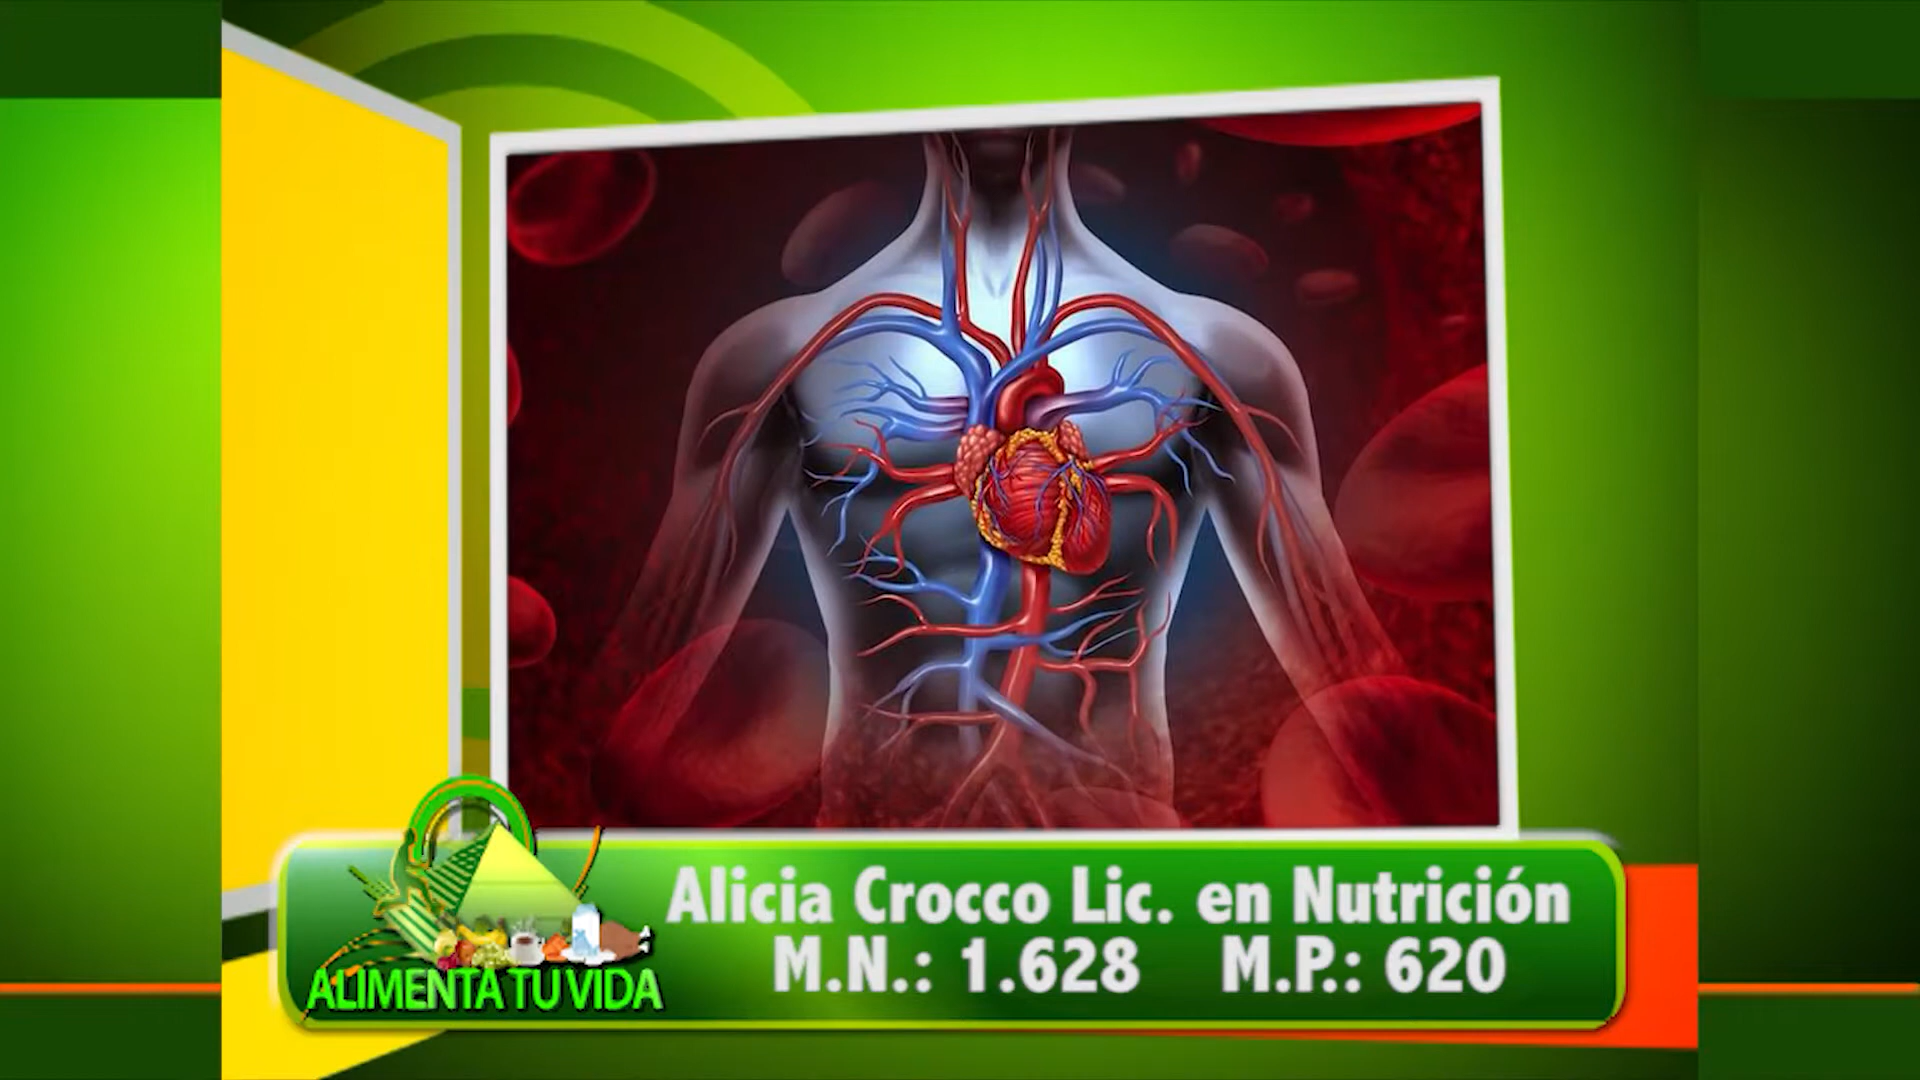 Alicia Crocco Lic. en Nutrición
M.N.: 1.628 M.P.: 620
ALIMENTA TU VIDA